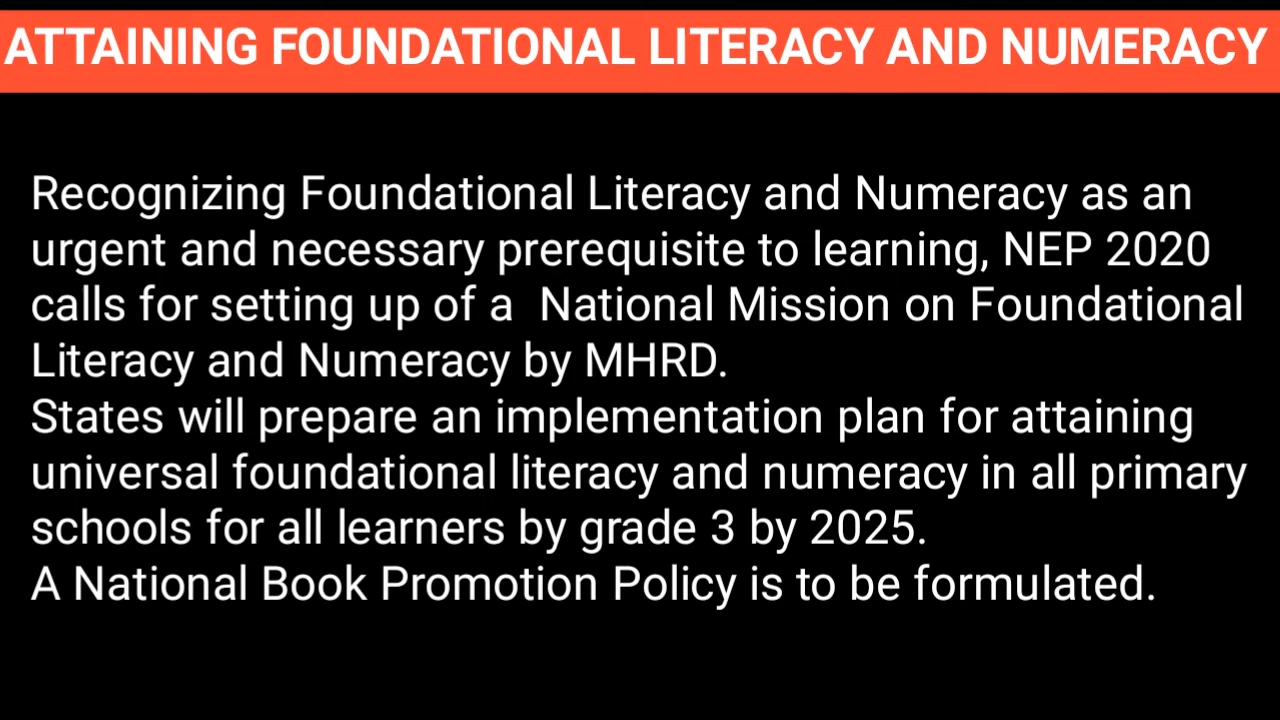 ATTAINING FOUNDATIONAL LITERACY AND NUMERACY
Recognizing Foundational Literacy and Numeracy as an
urgent and necessary prerequisite to learning, NEP 2020
calls for setting up of a  National Mission on Foundational
Literacy and Numeracy by MHRD.
States will prepare an implementation plan for attaining
universal foundational literacy and numeracy in all primary
schools for all learners by grade 3 by 2025.
A National Book Promotion Policy is to be formulated.